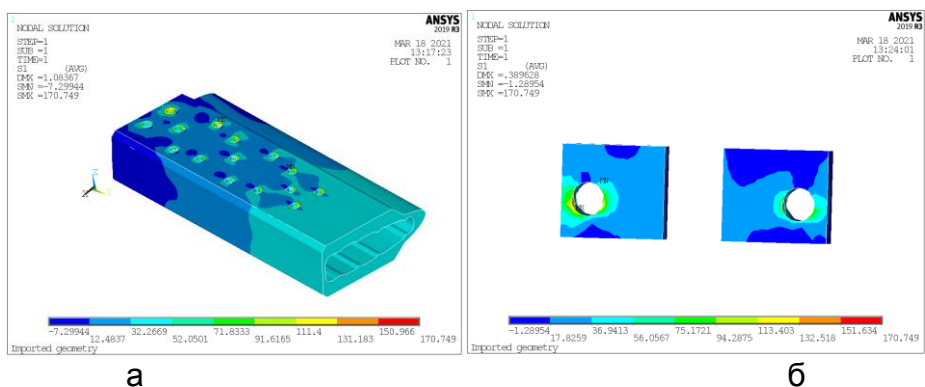 1
NODAL SOLUTION
STEP=1
SUB =1
TIME=1
S1 (AVG)
DMX =1.08367
SMN =-7.29944
SMX =170.749
ANSYS
2019 R3
MAR 18 2021
13:17:23
PLOT NO. 1
-7.29944 32.2669 71.8333 111.4 150.966
12.4837 52.0501 91.6165 131.183 170.749
Imported geometry
а
1
NODAL SOLUTION
STEP=1
SUB =1
TIME=1
S1 (AVG)
DMX =.389628
SMN =-1.28954
SMX =170.749
ANSYS
2019 R3
MAR 18 2021
13:24:01
PLOT NO. 1
MX
-1.28954 36.9413 75.1721 113.403 151.634
17.8259 56.0567 94.2875 132.518 170.749
Imported geometry
б